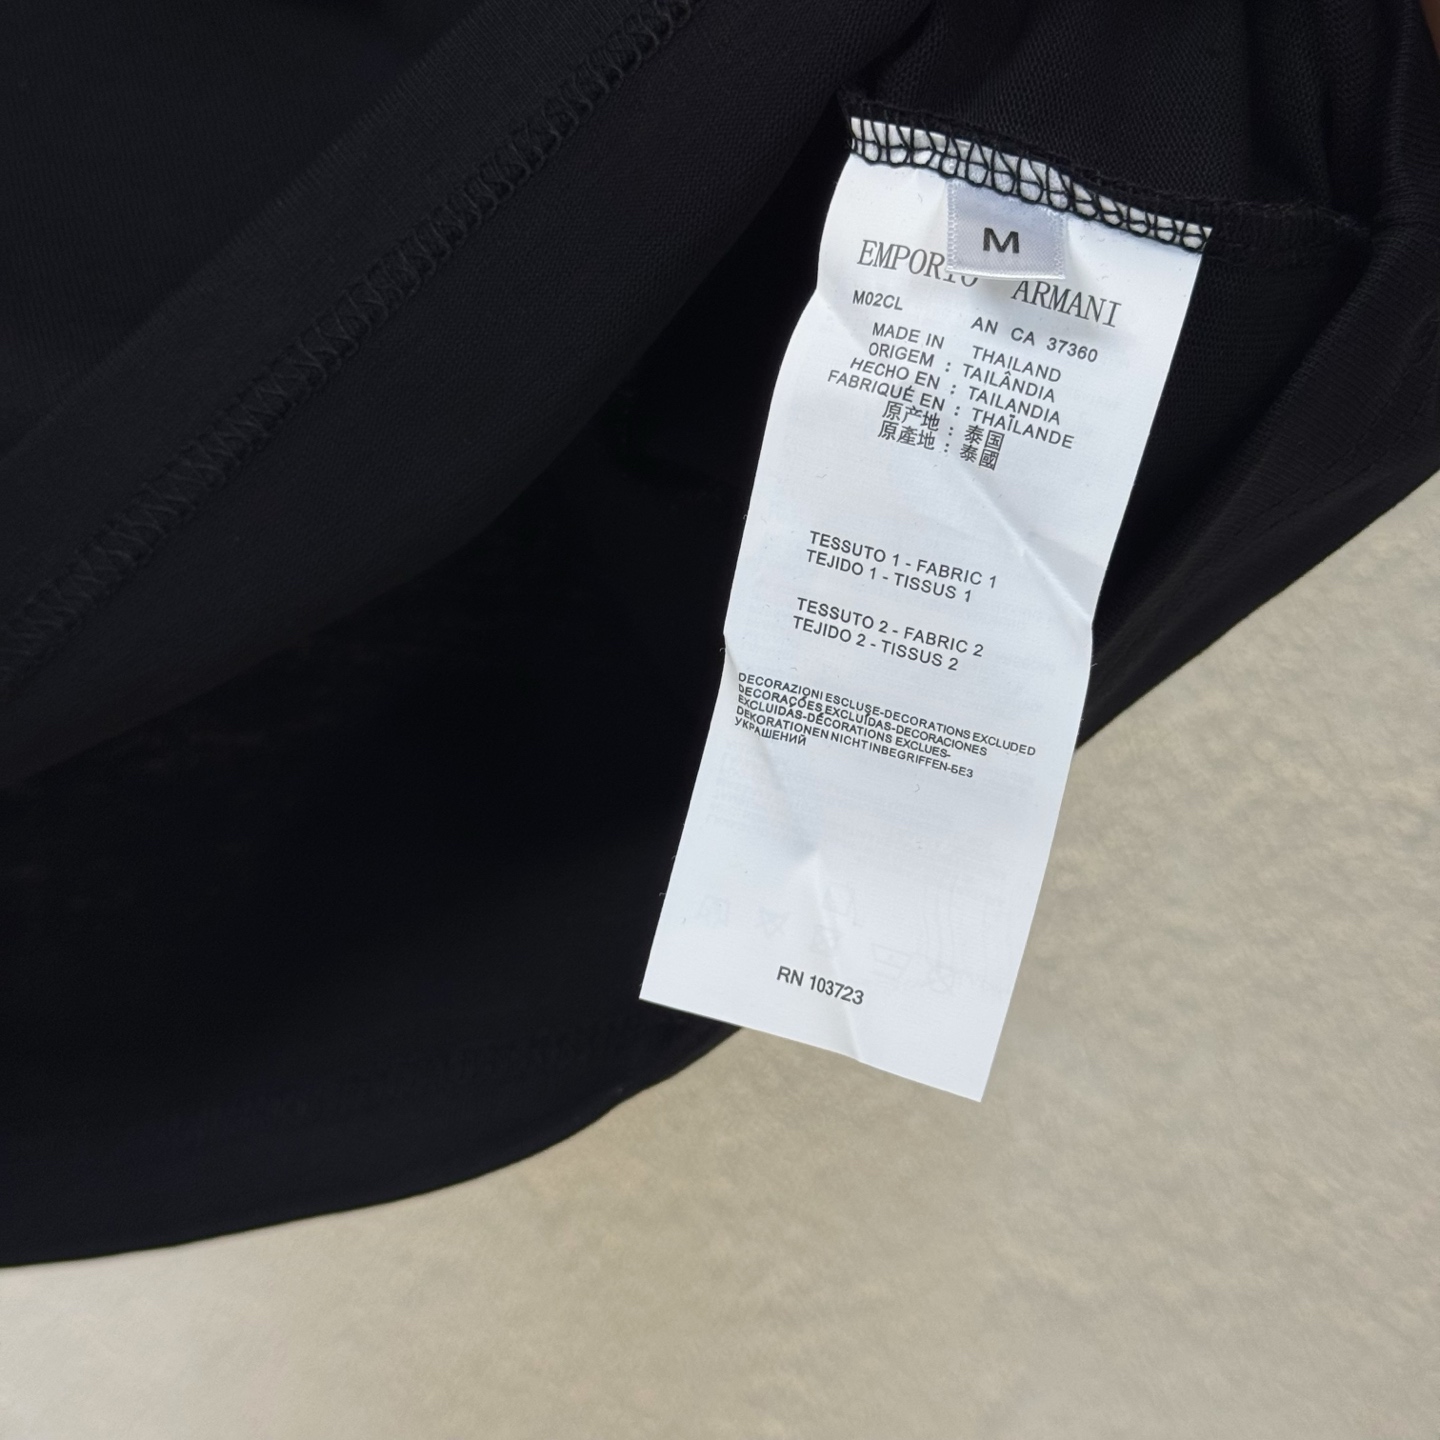 M
EMPORIO ARMANI
M02CL AN CA 37360
MADE IN THAILAND
ORIGEM : TAILÂNDIA
HECHO EN : TAILANDIA
FABRIQUÉ EN : THAÏLANDE
原产地 : 泰国
原產地 : 泰國
TESSUTO 1 - FABRIC 1
TEJIDO 1 - TISSUS 1
TESSUTO 2 - FABRIC 2
TEJIDO 2 - TISSUS 2
DECORAZIONI ESCLUSE-DECORATIONS EXCLUDED
DECORAÇÕES EXCLUÍDAS-DECORACIONES
EXCLUIDAS-DÉCORATIONS EXCLUES-
DEKORATIONEN NICHT INBEGRIFFEN-БЕЗ
УКРАШЕНИЙ
RN 103723